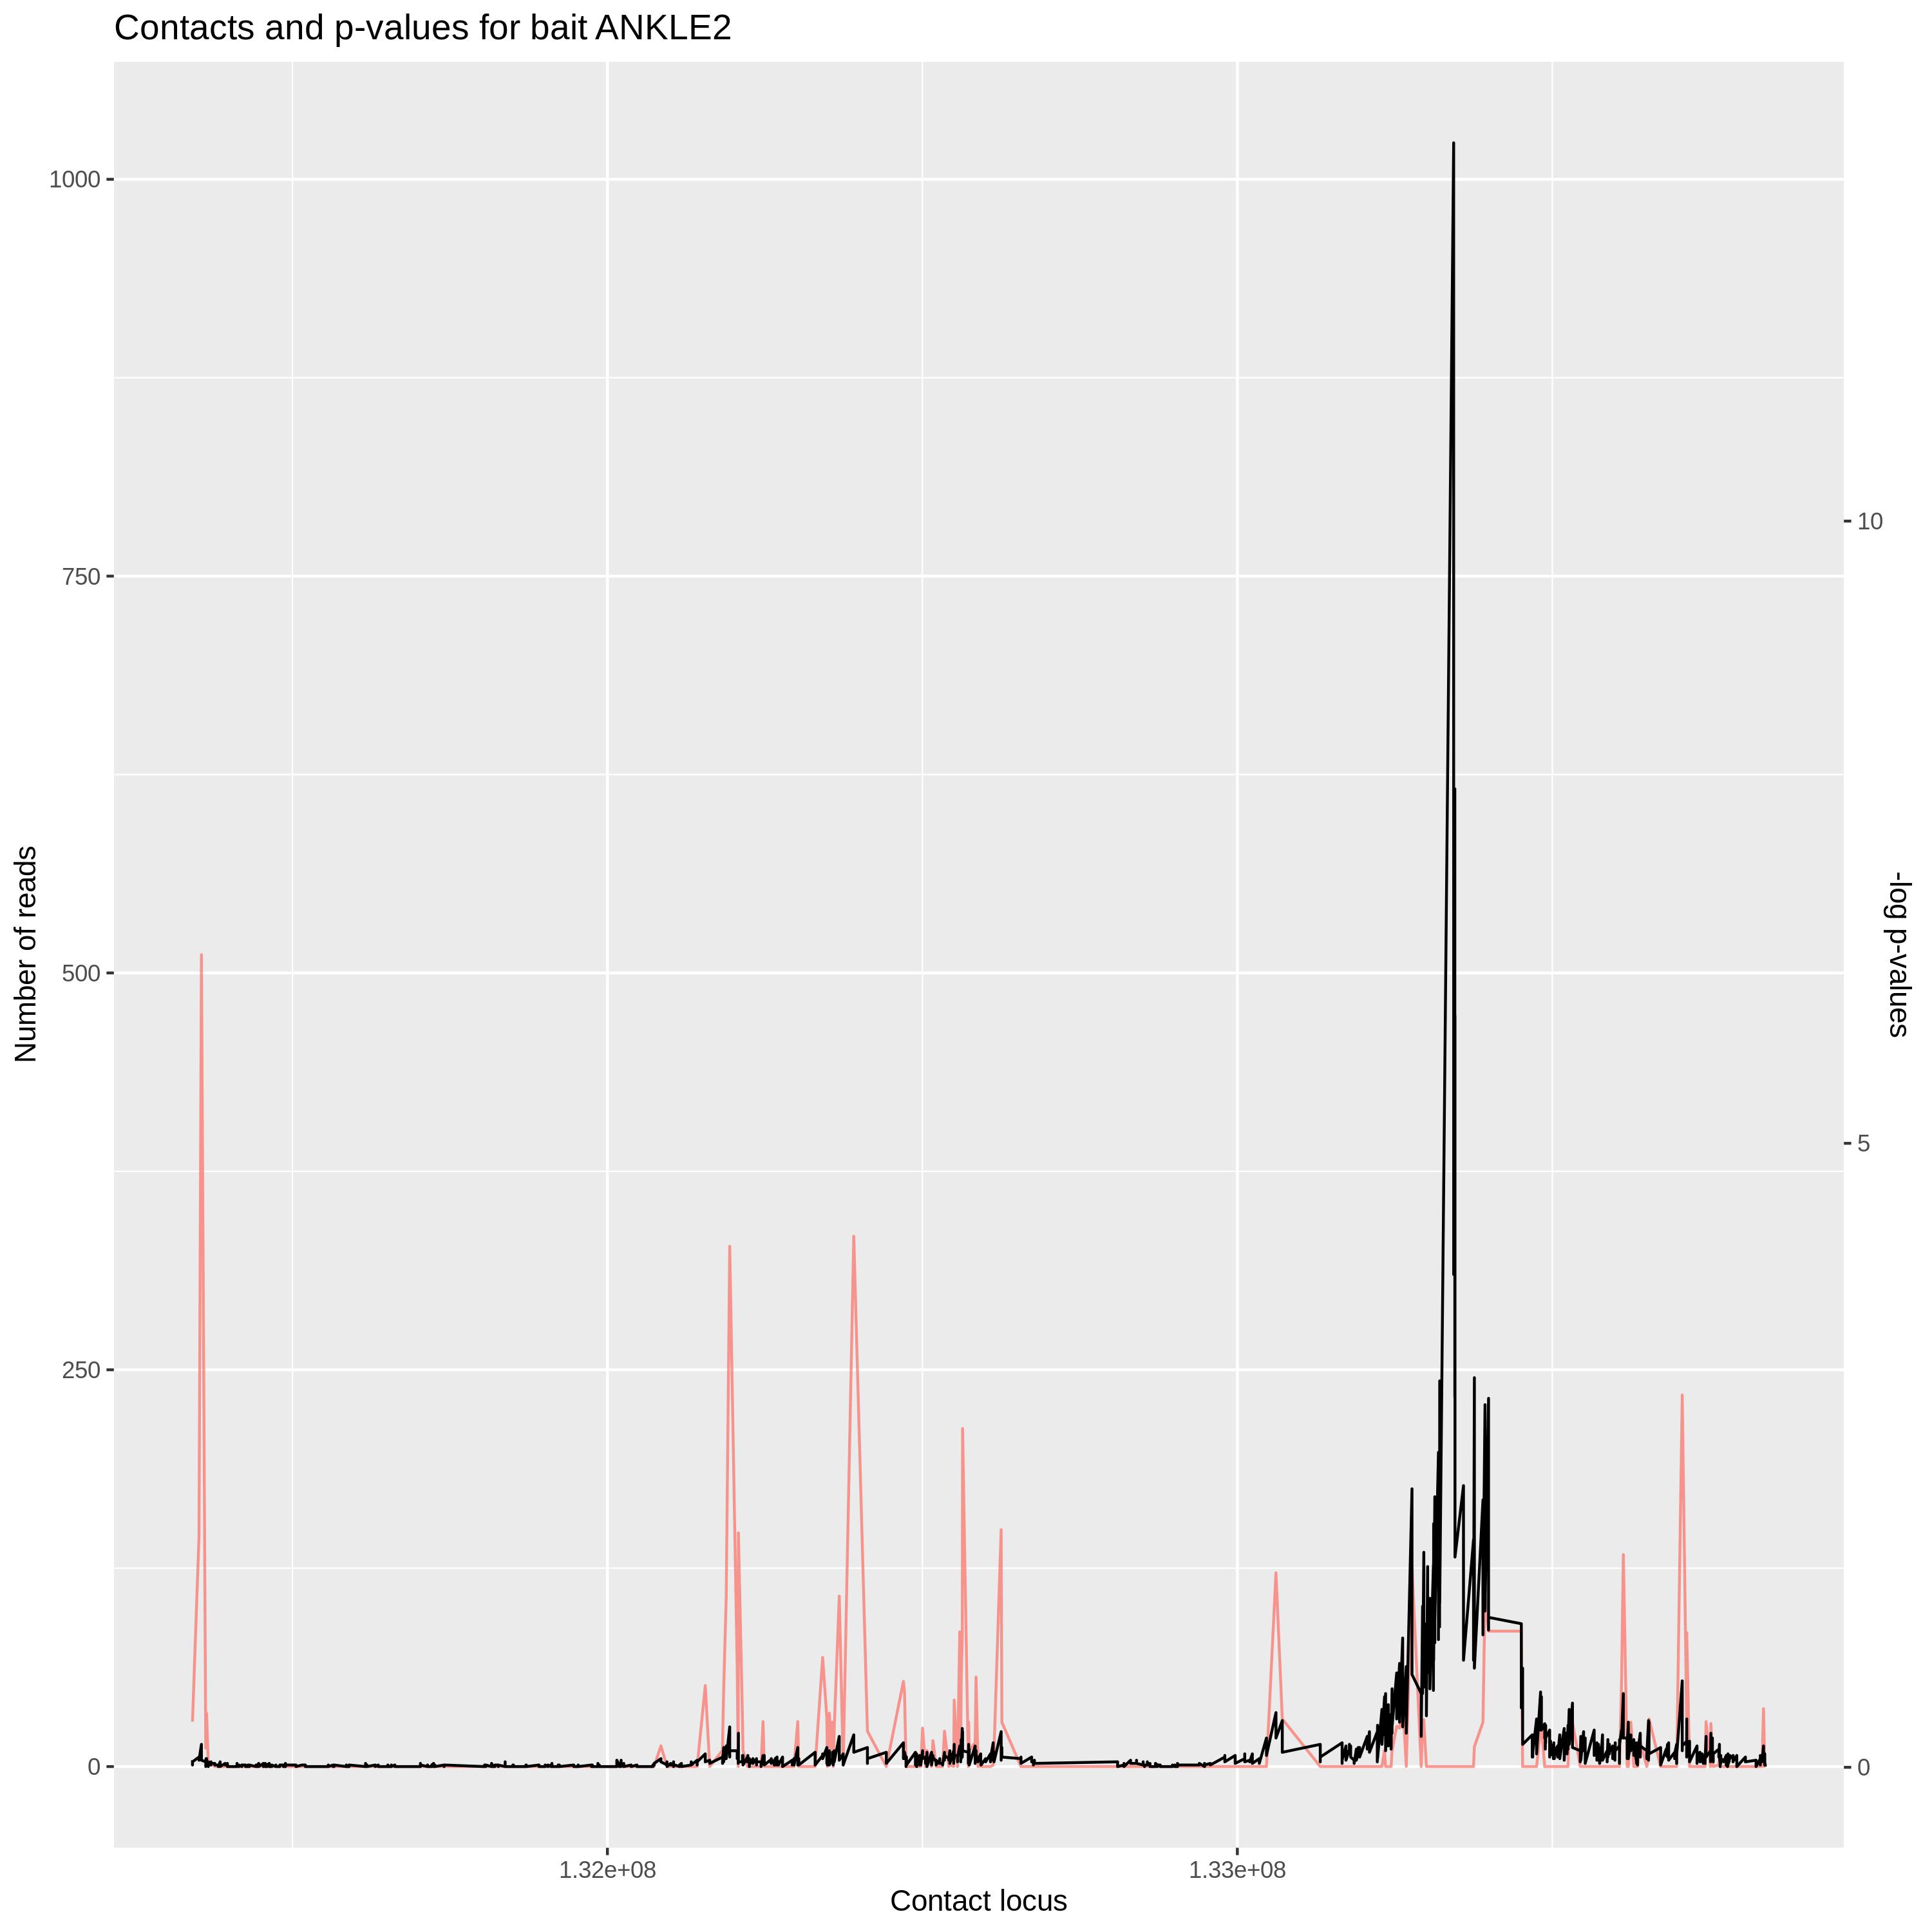 Contacts and p-values for bait ANKLE2
1000
750
500
250
0
Number of reads
10
5
0
-log p-values
1.32e+08
1.33e+08
Contact locus